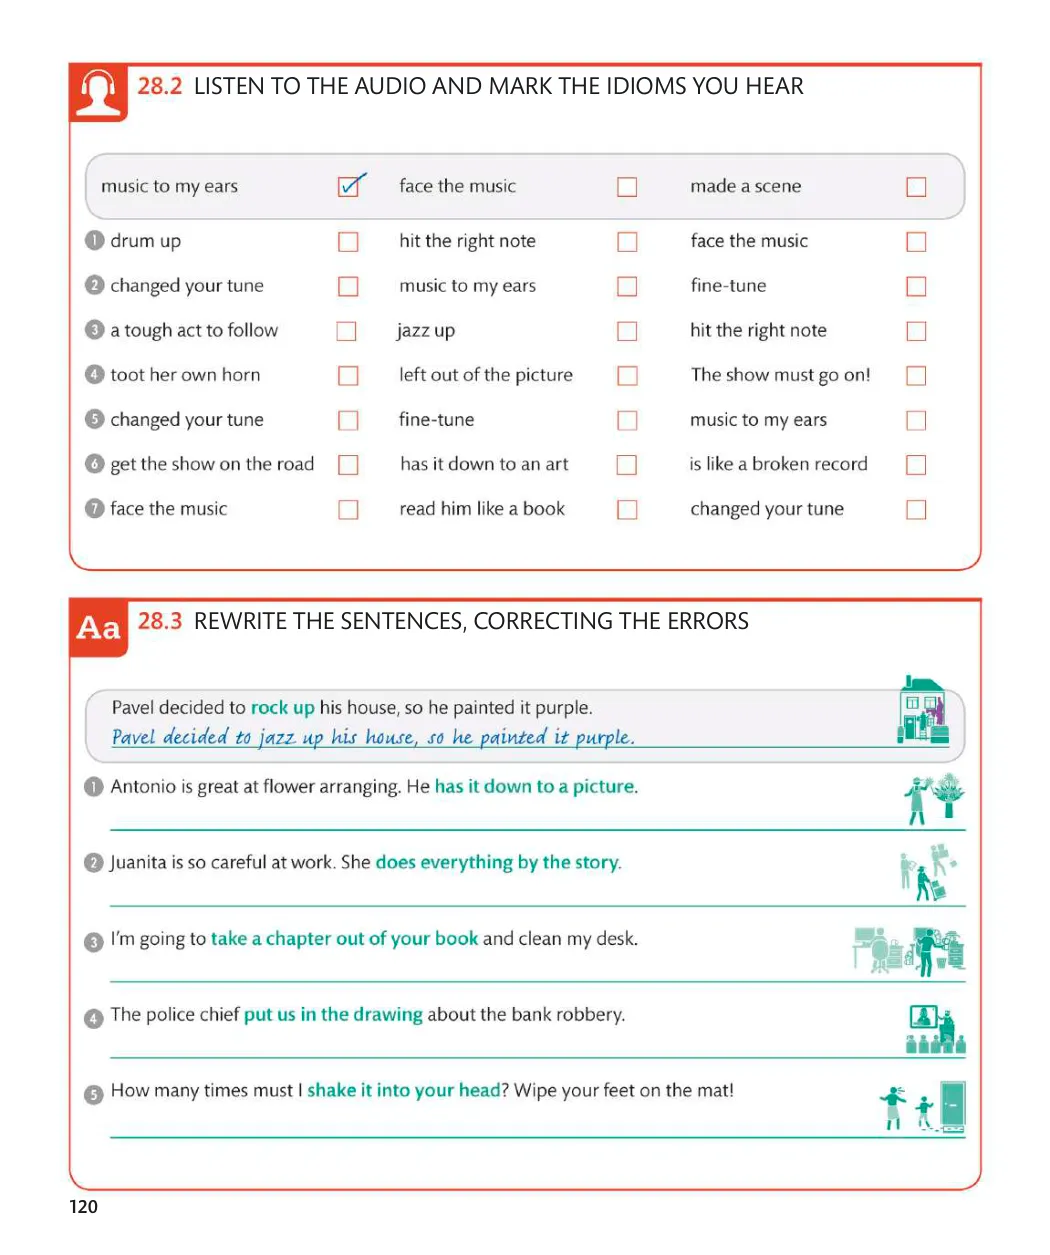 28.2 LISTEN TO THE AUDIO AND MARK THE IDIOMS YOU HEAR
music to my ears face the music made a scene
1 drum up hit the right note face the music
2 changed your tune music to my ears fine-tune
3 a tough act to follow jazz up hit the right note
4 toot her own horn left out of the picture The show must go on!
5 changed your tune fine-tune music to my ears
6 get the show on the road has it down to an art is like a broken record
7 face the music read him like a book changed your tune
Aa 28.3 REWRITE THE SENTENCES, CORRECTING THE ERRORS
Pavel decided to rock up his house, so he painted it purple.
Pavel decided to jazz up his house, so he painted it purple.
1 Antonio is great at flower arranging. He has it down to a picture.
2 Juanita is so careful at work. She does everything by the story.
3 I'm going to take a chapter out of your book and clean my desk.
4 The police chief put us in the drawing about the bank robbery.
5 How many times must I shake it into your head? Wipe your feet on the mat!
120